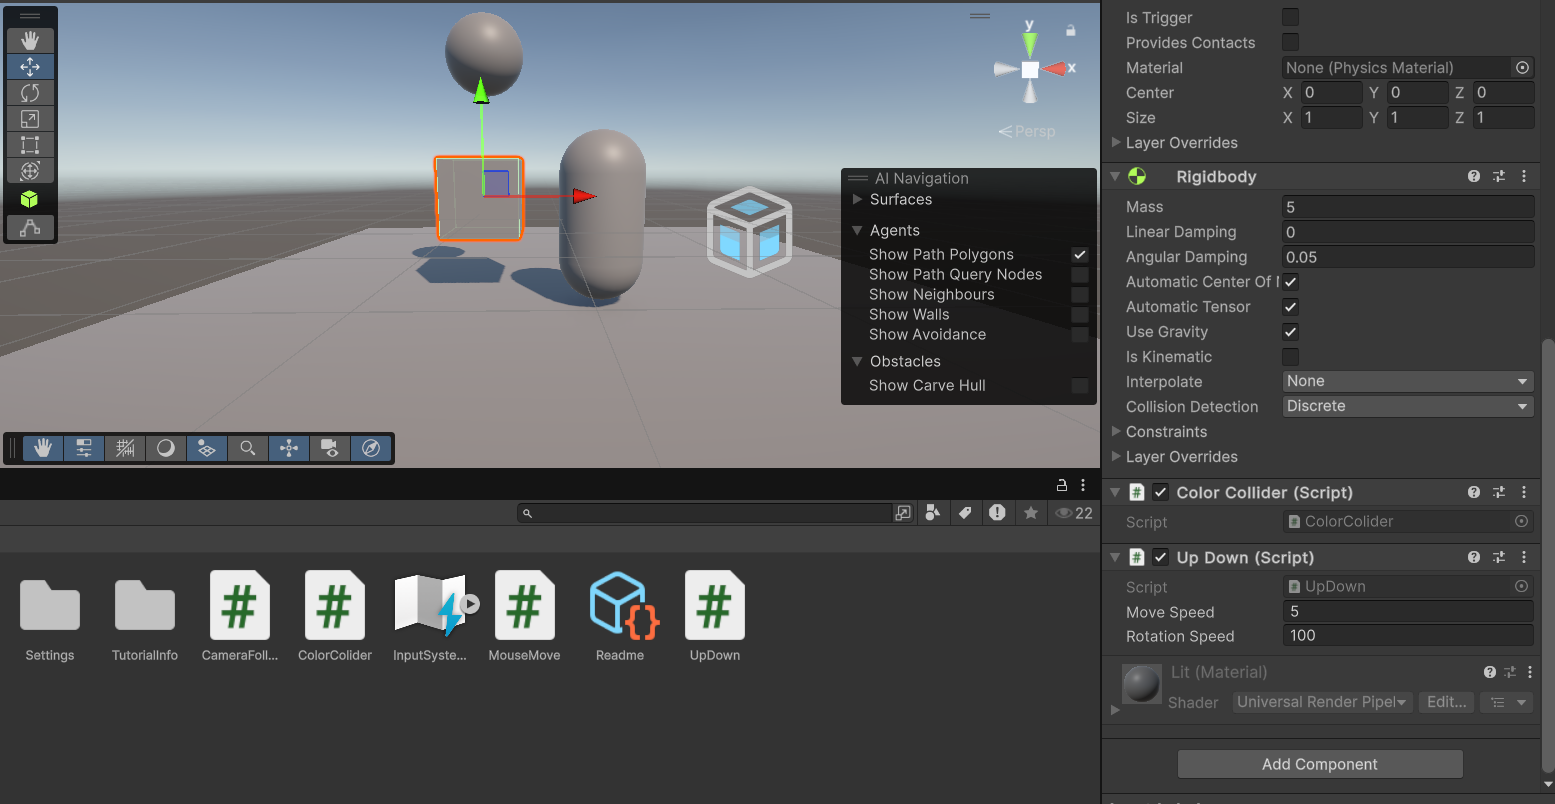 y
x
Persp
AI Navigation
Surfaces
Agents
Show Path Polygons
Show Path Query Nodes
Show Neighbours
Show Walls
Show Avoidance
Obstacles
Show Carve Hull
22
Settings
TutorialInfo
CameraFoll...
ColorColider
InputSyste...
MouseMove
Readme
UpDown
Is Trigger
Provides Contacts
Material None (Physics Material)
Center X 0 Y 0 Z 0
Size X 1 Y 1 Z 1
Layer Overrides
Rigidbody
Mass 5
Linear Damping 0
Angular Damping 0.05
Automatic Center Of
Automatic Tensor
Use Gravity
Is Kinematic
Interpolate None
Collision Detection Discrete
Constraints
Layer Overrides
# Color Collider (Script)
Script ColorColider
# Up Down (Script)
Script UpDown
Move Speed 5
Rotation Speed 100
Lit (Material)
Shader Universal Render Pipel Edit...
Add Component